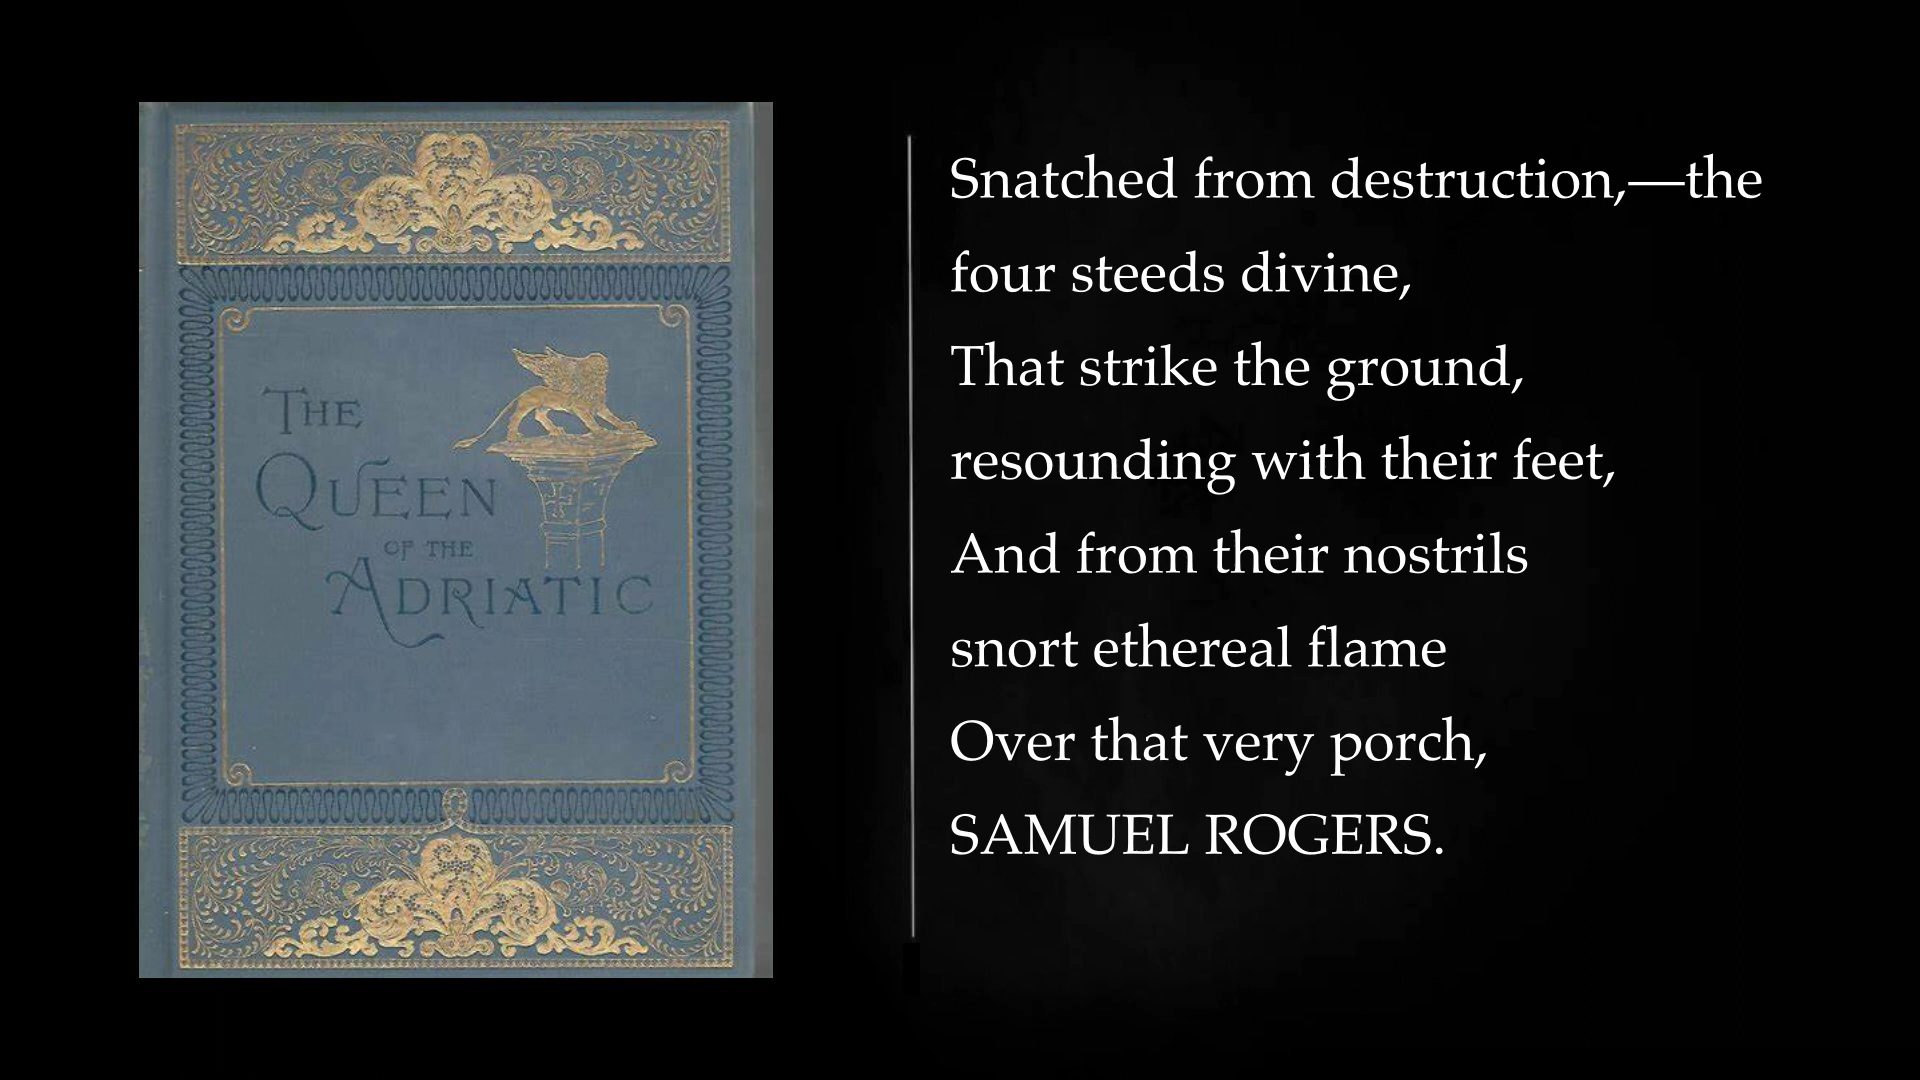 THE
QUEEN
OF THE
ADRIATIC
Snatched from destruction,—the
four steeds divine,
That strike the ground,
resounding with their feet,
And from their nostrils
snort ethereal flame
Over that very porch,
SAMUEL ROGERS.